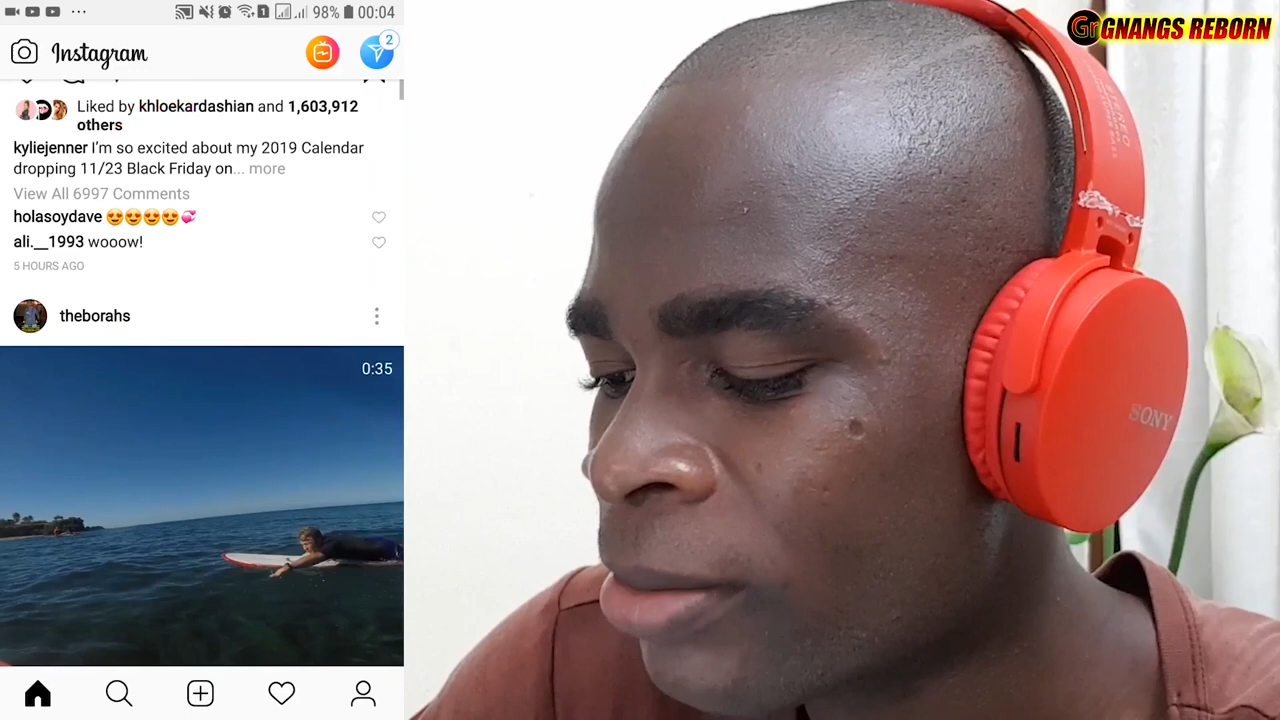 98% 00:04
Instagram
2
Liked by khloekardashian and 1,603,912
others
kyliejenner I'm so excited about my 2019 Calendar
dropping 11/23 Black Friday on... more
View All 6997 Comments
holasoydave 😍😍😍😍💞
ali.__1993 wooow!
5 HOURS AGO
theborahs
0:35
Gr GNANGS REBORN
STEREO
SONY